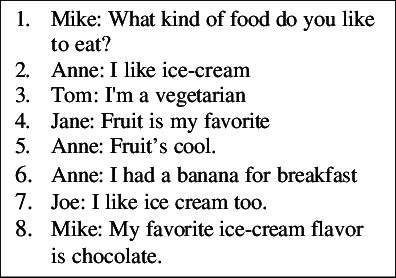 1. Mike: What kind of food do you like
to eat?
2. Anne: I like ice-cream
3. Tom: I'm a vegetarian
4. Jane: Fruit is my favorite
5. Anne: Fruit’s cool.
6. Anne: I had a banana for breakfast
7. Joe: I like ice cream too.
8. Mike: My favorite ice-cream flavor
is chocolate.